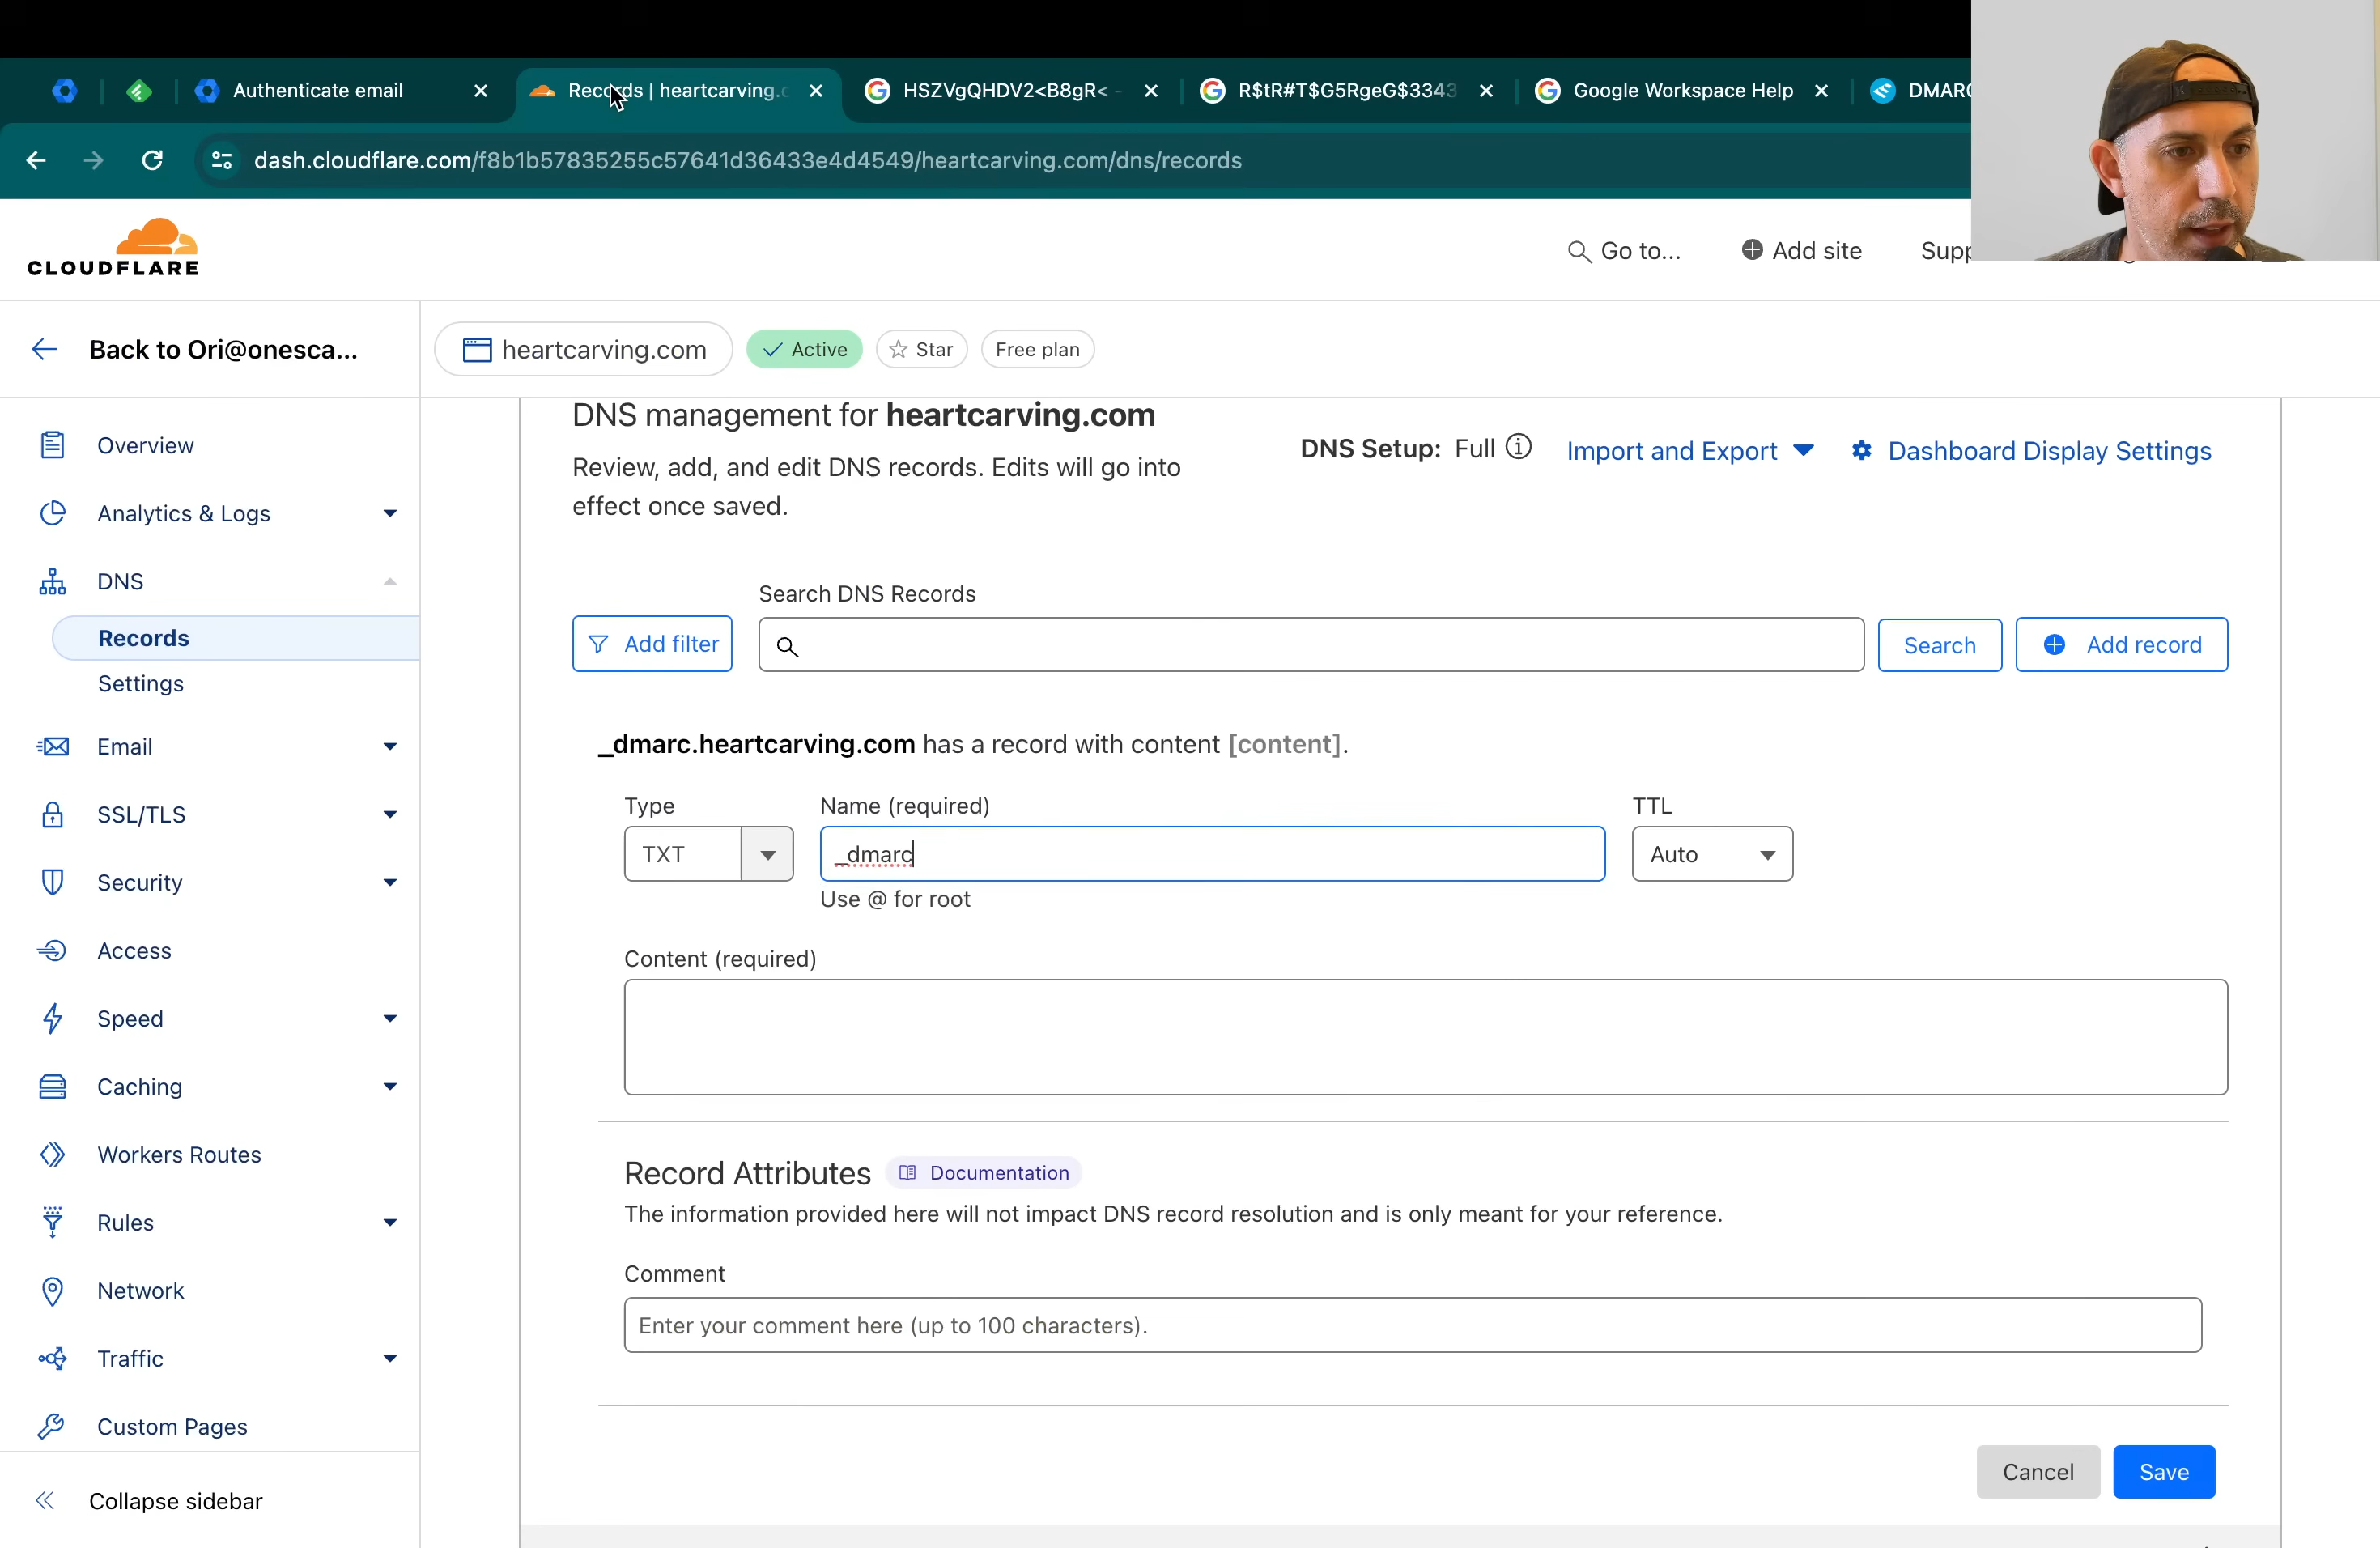 Authenticate email
Records | heartcarving.c
HSZVgQHDV2<B8gR< -
R$tR#T$G5RgeG$3343
Google Workspace Help
DMARC
dash.cloudflare.com/f8b1b57835255c57641d36433e4d4549/heartcarving.com/dns/records
CLOUDFLARE
Go to...
Add site
Supp
Back to Ori@onesca...
heartcarving.com
Active
Star
Free plan
Overview
Analytics & Logs
DNS
Records
Settings
Email
SSL/TLS
Security
Access
Speed
Caching
Workers Routes
Rules
Network
Traffic
Custom Pages
Collapse sidebar
DNS management for heartcarving.com
Review, add, and edit DNS records. Edits will go into
effect once saved.
DNS Setup: Full
Import and Export
Dashboard Display Settings
Search DNS Records
Add filter
Search
Add record
_dmarc.heartcarving.com has a record with content [content].
Type
Name (required)
TTL
TXT
_dmarc
Auto
Use @ for root
Content (required)
Record Attributes
Documentation
The information provided here will not impact DNS record resolution and is only meant for your reference.
Comment
Enter your comment here (up to 100 characters).
Cancel
Save